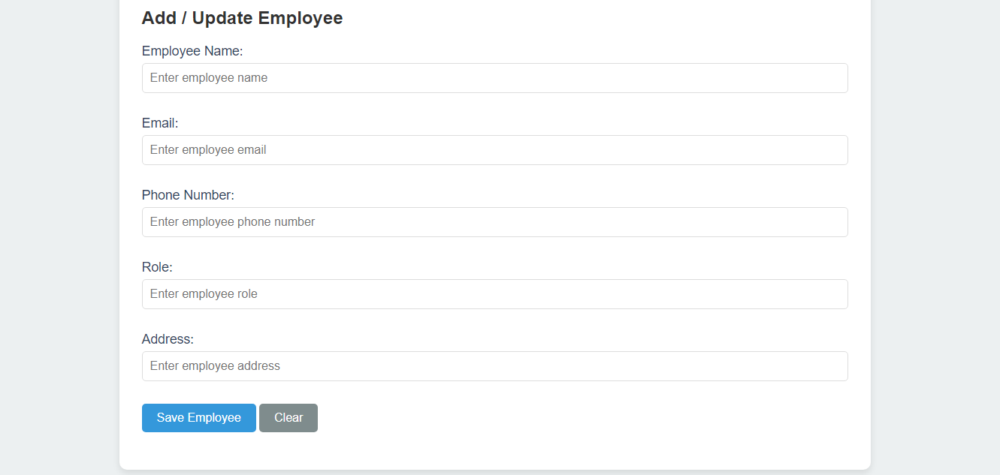 Add / Update Employee
Employee Name:
Enter employee name
Email:
Enter employee email
Phone Number:
Enter employee phone number
Role:
Enter employee role
Address:
Enter employee address
Save Employee Clear